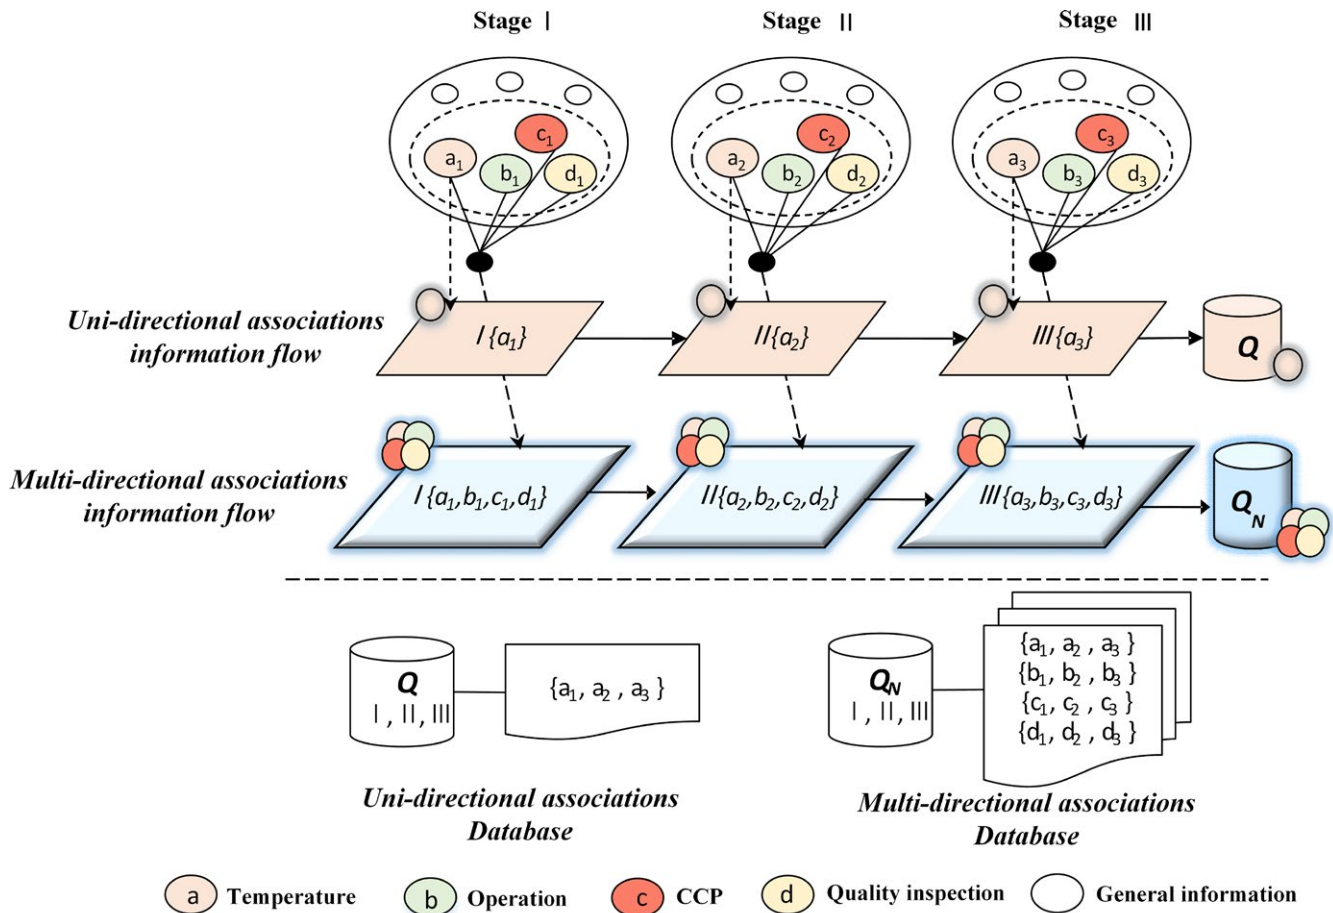 Stage Ⅰ
Stage Ⅱ
Stage Ⅲ
c₁
a₁
b₁
d₁
c₂
a₂
b₂
d₂
c₃
a₃
b₃
d₃
Uni-directional associations
information flow
Ⅰ{a₁}
Ⅱ{a₂}
Ⅲ{a₃}
Q
Multi-directional associations
information flow
Ⅰ{a₁,b₁,c₁,d₁}
Ⅱ{a₂,b₂,c₂,d₂}
Ⅲ{a₃,b₃,c₃,d₃}
Q_N
Q
Ⅰ , Ⅱ , Ⅲ
{a₁, a₂ , a₃ }
Uni-directional associations
Database
Q_N
Ⅰ , Ⅱ , Ⅲ
{a₁, a₂ , a₃ }
{b₁, b₂ , b₃ }
{c₁, c₂ , c₃ }
{d₁, d₂ , d₃ }
Multi-directional associations
Database
a Temperature
b Operation
c CCP
d Quality inspection
General information